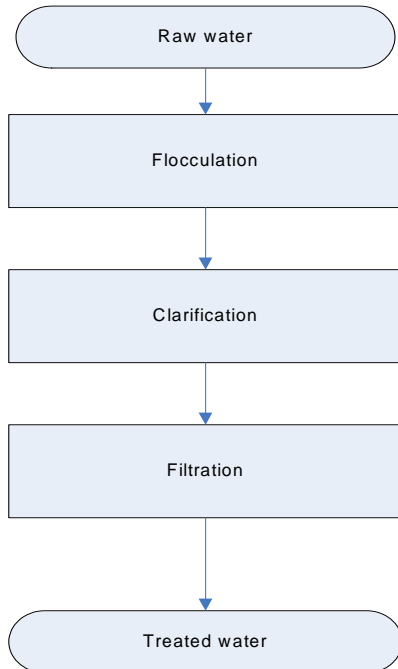 Raw water
Flocculation
Clarification
Filtration
Treated water